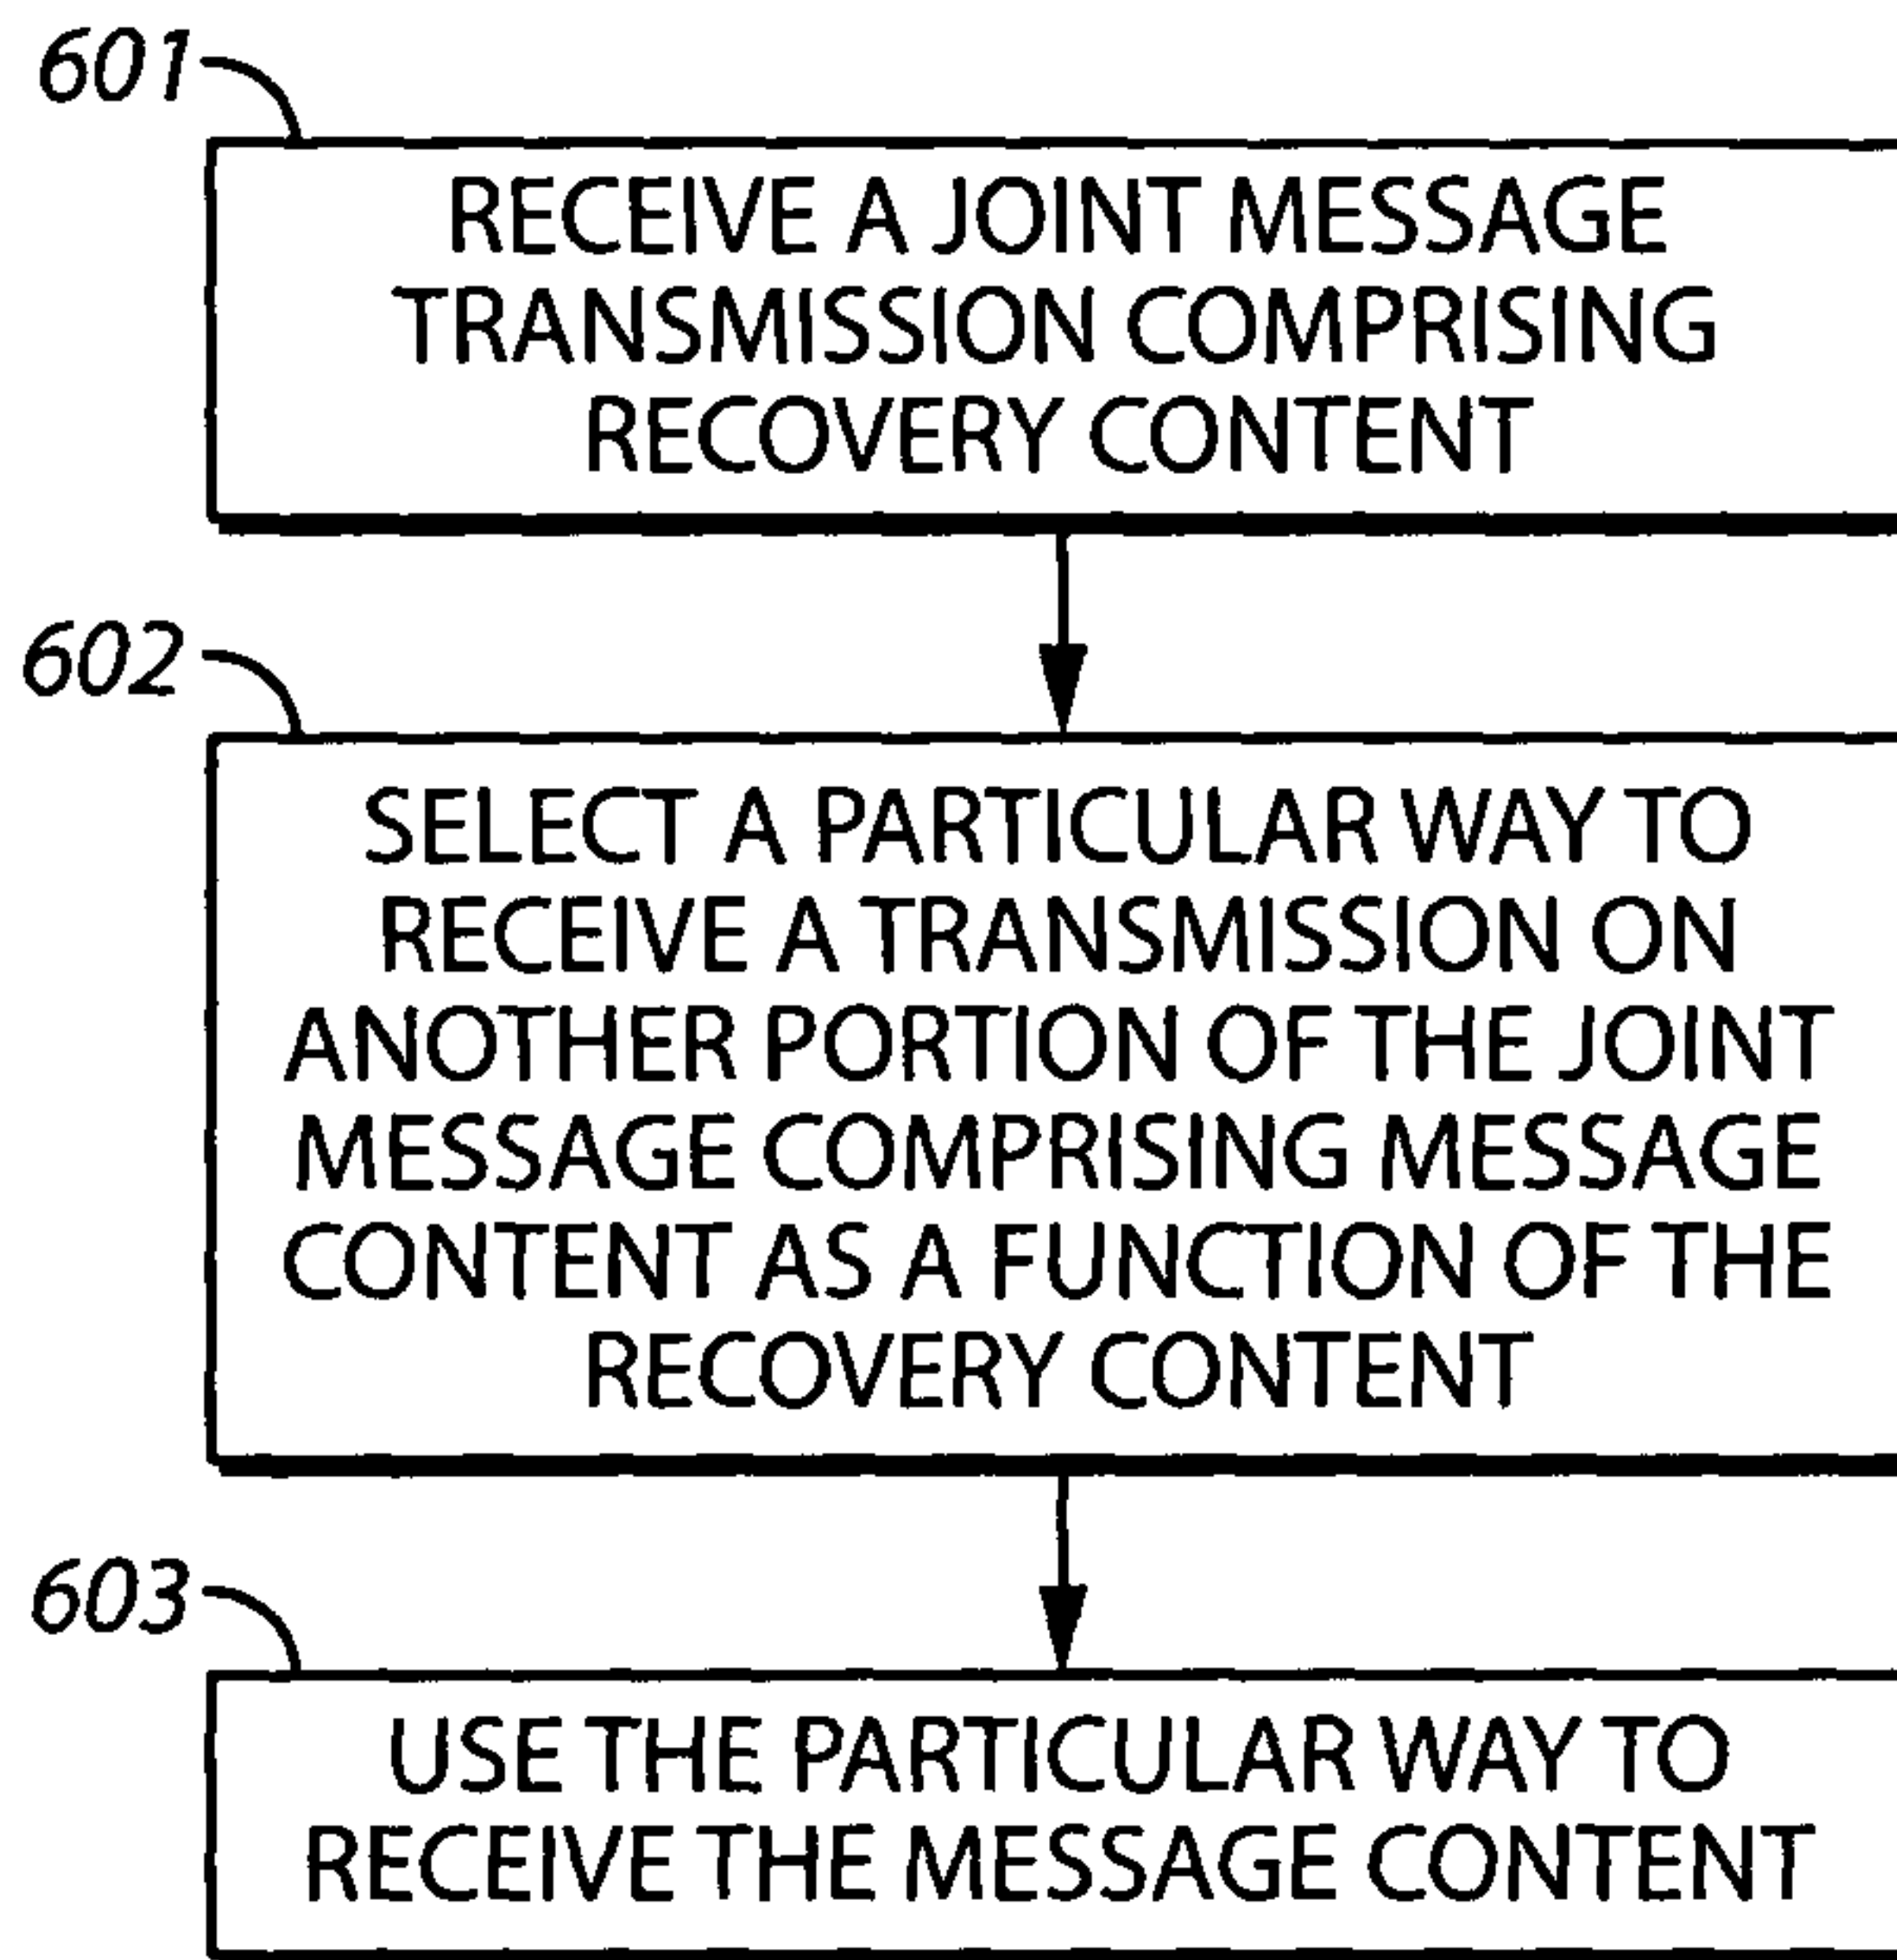 601
RECEIVE A JOINT MESSAGE
TRANSMISSION COMPRISING
RECOVERY CONTENT
602
SELECT A PARTICULAR WAY TO
RECEIVE A TRANSMISSION ON
ANOTHER PORTION OF THE JOINT
MESSAGE COMPRISING MESSAGE
CONTENT AS A FUNCTION OF THE
RECOVERY CONTENT
603
USE THE PARTICULAR WAY TO
RECEIVE THE MESSAGE CONTENT